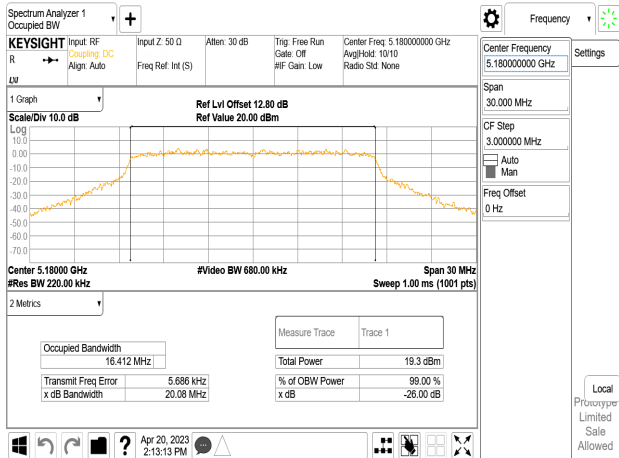 Spectrum Analyzer 1
Occupied BW
Frequency
KEYSIGHT
R
Input: RF
Coupling: DC
Align: Auto
Input Z: 50 Ω
Freq Ref: Int (S)
Atten: 30 dB
Trig: Free Run
Gate: Off
#IF Gain: Low
Center Freq: 5.180000000 GHz
Avg|Hold: 10/10
Radio Std: None
Center Frequency
5.180000000 GHz
Settings
Span
30.000 MHz
CF Step
3.000000 MHz
Auto
Man
Freq Offset
0 Hz
1 Graph
Scale/Div 10.0 dB
Ref Lvl Offset 12.80 dB
Ref Value 20.00 dBm
Log
10.0
0.00
-10.0
-20.0
-30.0
-40.0
-50.0
-60.0
-70.0
Center 5.18000 GHz
#Res BW 220.00 kHz
#Video BW 680.00 kHz
Span 30 MHz
Sweep 1.00 ms (1001 pts)
2 Metrics
Measure Trace
Trace 1
Occupied Bandwidth
16.412 MHz
Total Power
19.3 dBm
Transmit Freq Error
5.686 kHz
% of OBW Power
99.00 %
x dB Bandwidth
20.08 MHz
x dB
-26.00 dB
Local
Prototype
Limited
Sale
Allowed
?
Apr 20, 2023
2:13:13 PM